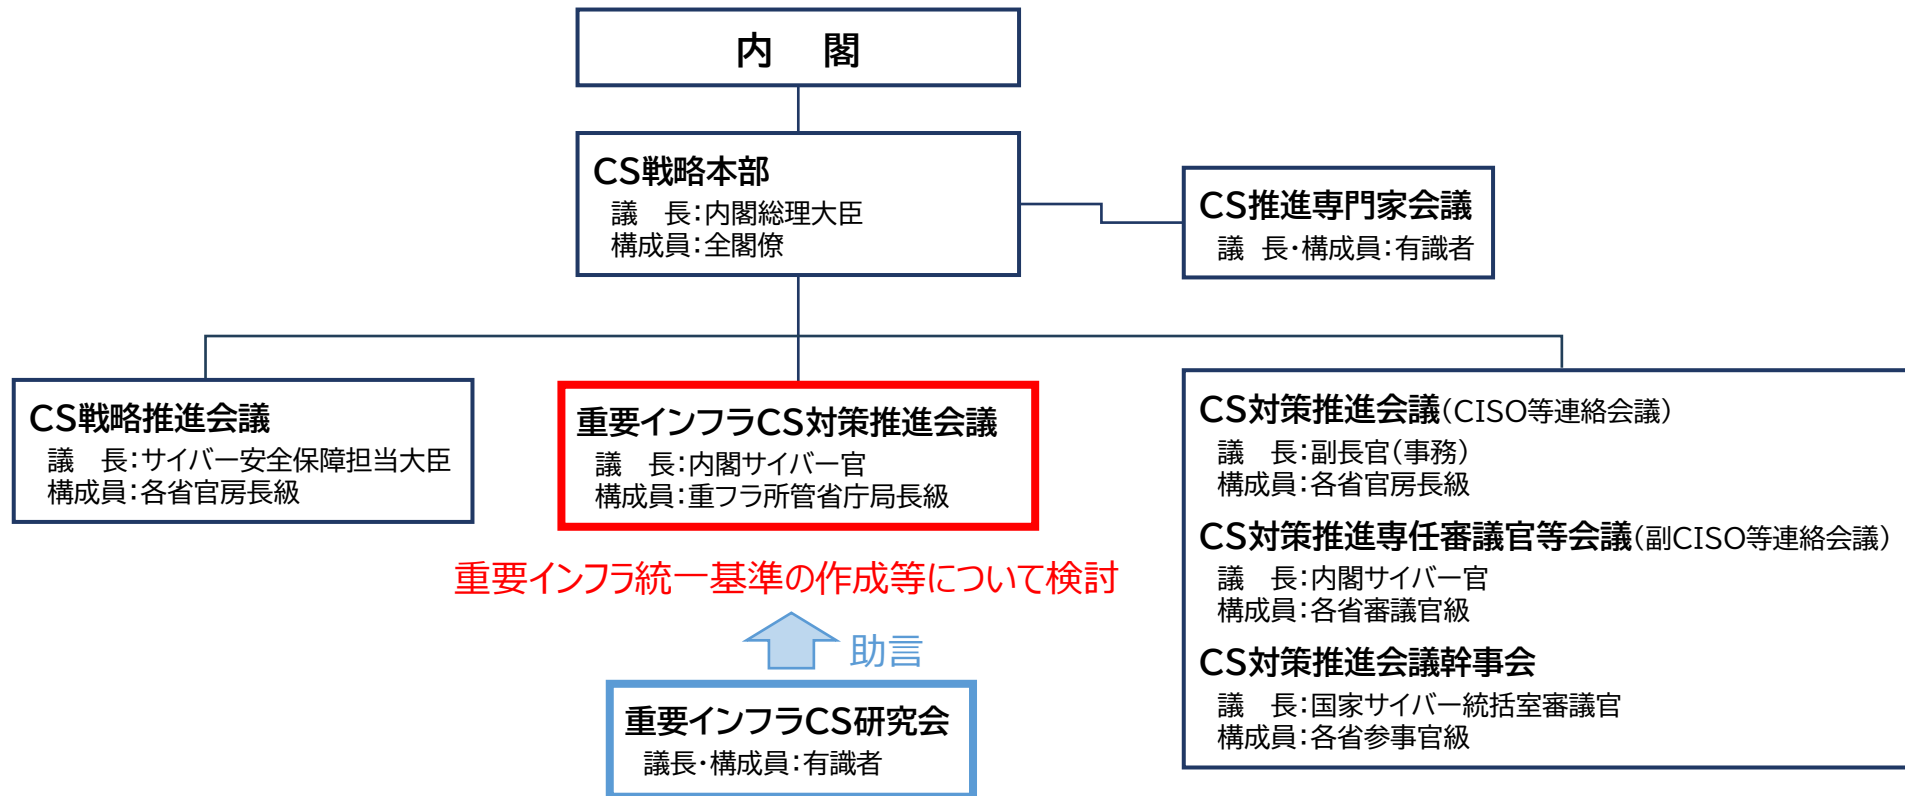 内　閣
CS戦略本部
議　長：内閣総理大臣
構成員：全閣僚
CS推進専門家会議
議　長・構成員：有識者
CS戦略推進会議
議　長：サイバー安全保障担当大臣
構成員：各省官房長級
重要インフラCS対策推進会議
議　長：内閣サイバー官
構成員：重フラ所管省庁局長級
重要インフラ統一基準の作成等について検討
助言
重要インフラCS研究会
議長・構成員：有識者
CS対策推進会議（CISO等連絡会議）
議　長：副長官（事務）
構成員：各省官房長級
CS対策推進専任審議官等会議（副CISO等連絡会議）
議　長：内閣サイバー官
構成員：各省審議官級
CS対策推進会議幹事会
議　長：国家サイバー統括室審議官
構成員：各省参事官級